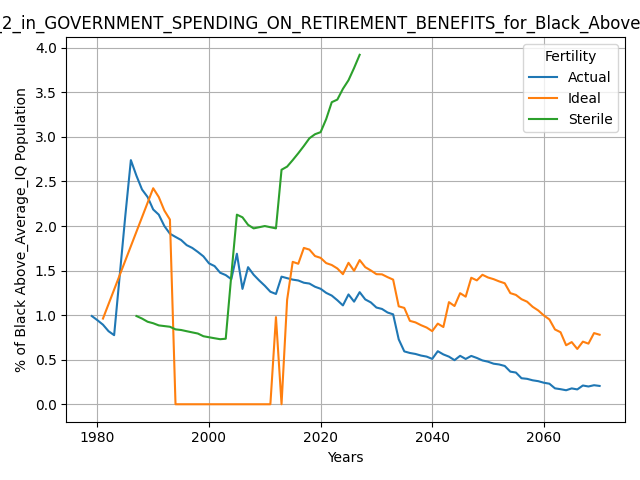 _2_in_GOVERNMENT_SPENDING_ON_RETIREMENT_BENEFITS_for_Black_Above
Fertility
Actual
Ideal
Sterile
% of Black Above_Average_IQ Population
4.0
3.5
3.0
2.5
2.0
1.5
1.0
0.5
0.0
1980
2000
2020
2040
2060
Years